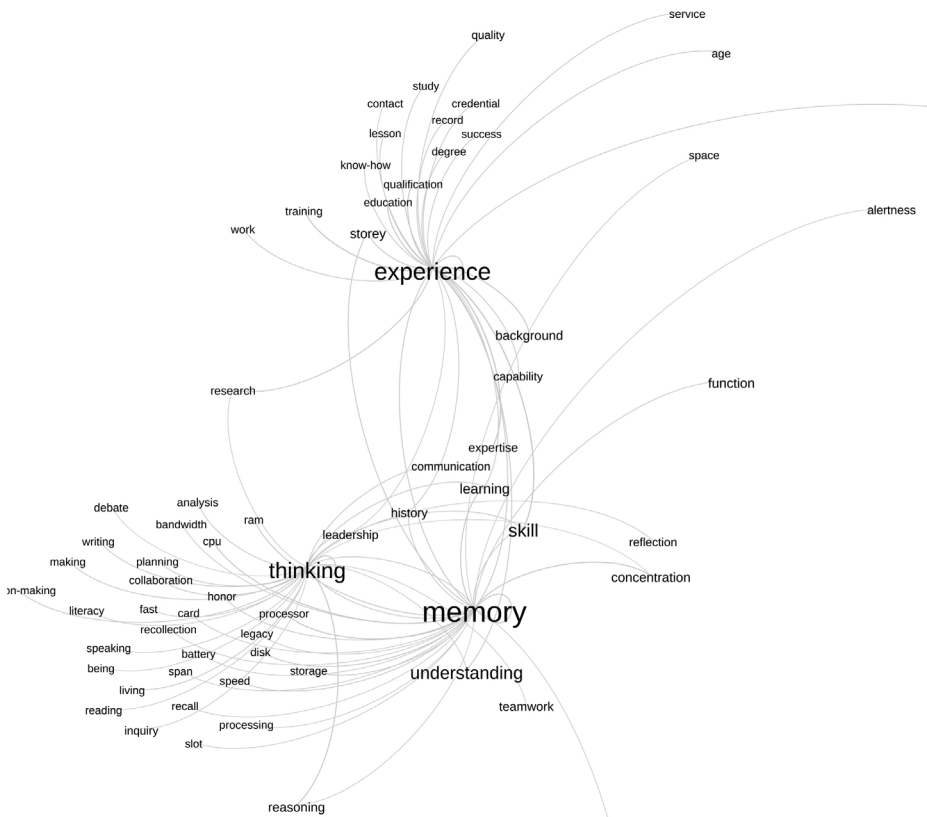 service
quality
age
study
contact
credential
record
lesson
success
degree
space
know-how
qualification
education
training
alertness
work
storey
experience
background
capability
function
research
expertise
communication
learning
analysis
debate
history
ram
bandwidth
skill
leadership
cpu
writing
reflection
making
planning
thinking
concentration
collaboration
on-making
honor
literacy
fast
card
processor
memory
recollection
legacy
speaking
battery
disk
being
span
storage
understanding
speed
living
recall
teamwork
reading
processing
inquiry
slot
reasoning